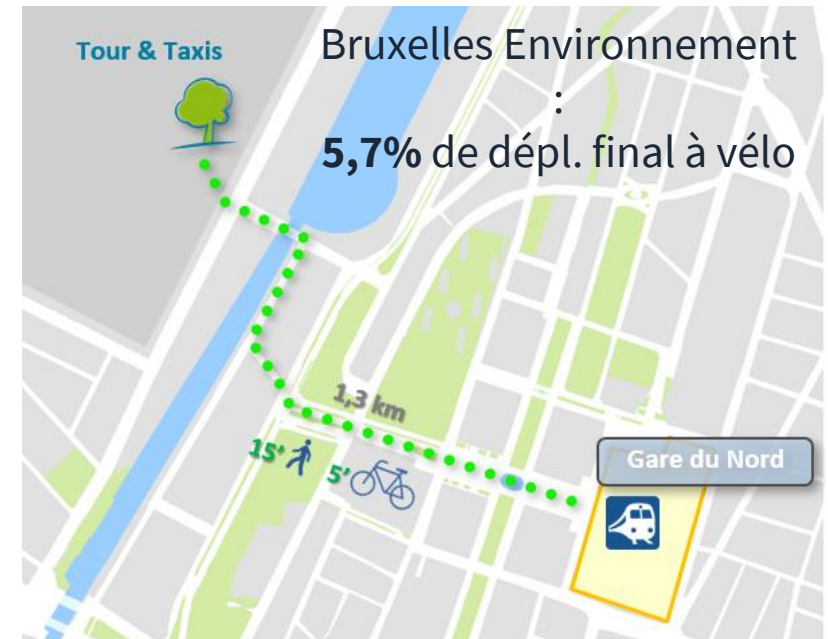 Tour & Taxis
Bruxelles Environnement
:
5,7% de dépl. final à vélo
1,3 km
15'
5'
Gare du Nord